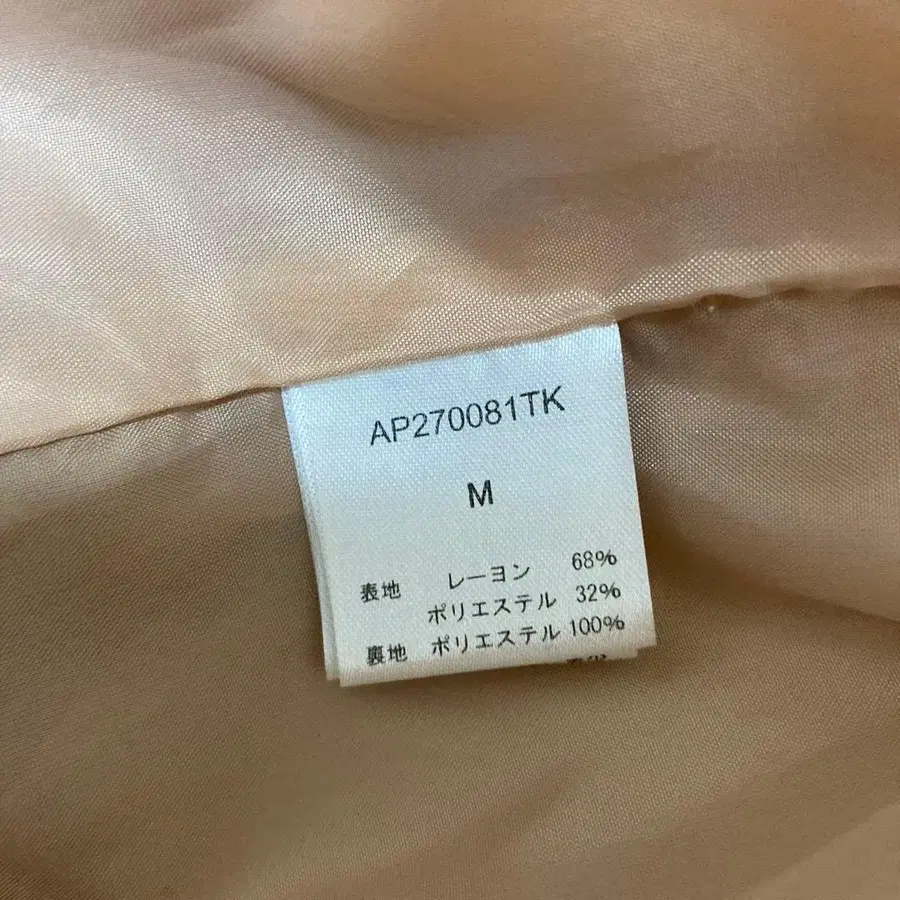 AP270081TK
M
表地 レーヨン 68%
ポリエステル 32%
裏地 ポリエステル 100%